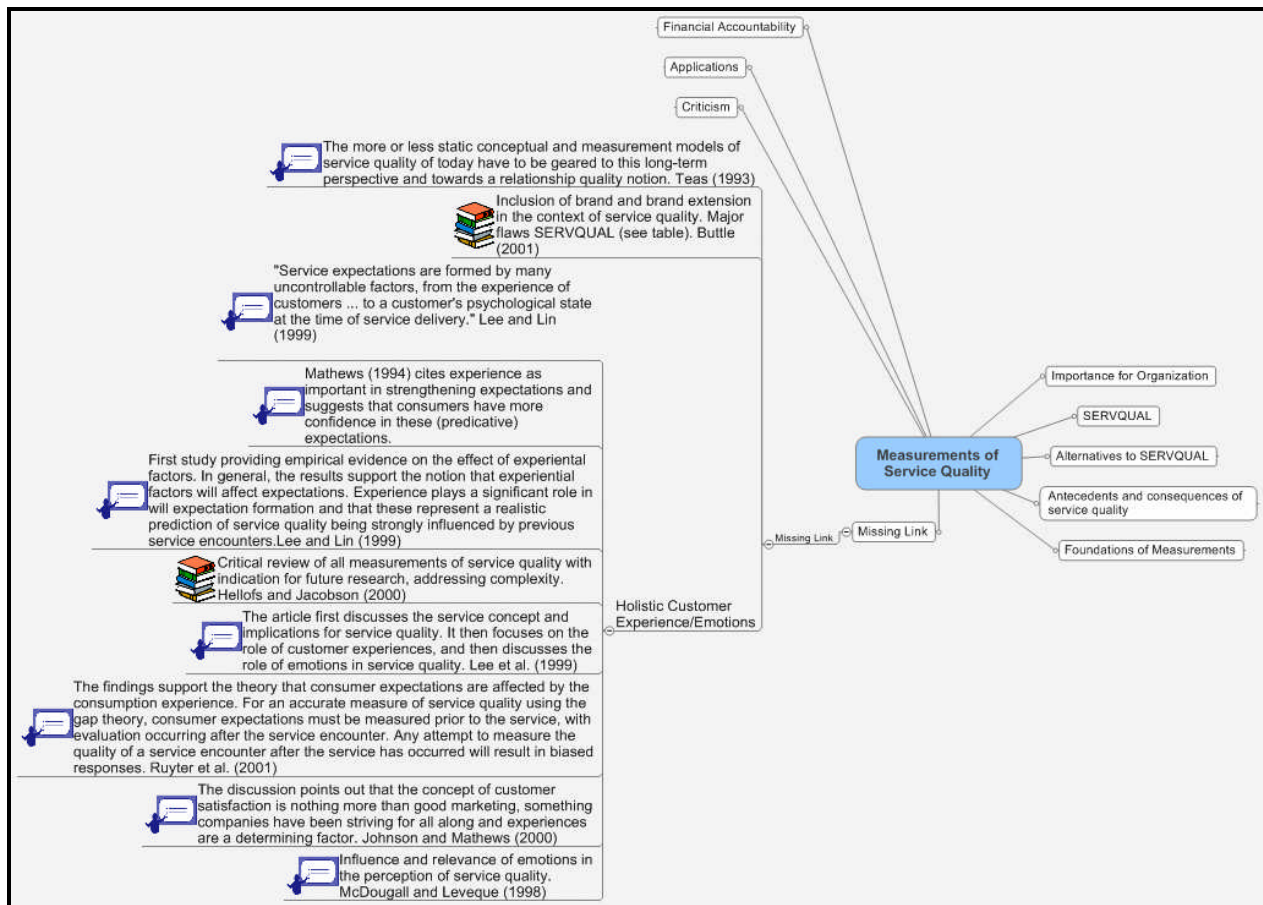 Financial Accountability
Applications
Criticism
The more or less static conceptual and measurement models of
service quality of today have to be geared to this long-term
perspective and towards a relationship quality notion. Teas (1993)
Inclusion of brand and brand extension
in the context of service quality. Major
flaws SERVQUAL (see table). Buttle
(2001)
"Service expectations are formed by many
uncontrollable factors, from the experience of
customers ... to a customer's psychological state
at the time of service delivery." Lee and Lin
(1999)
Mathews (1994) cites experience as
important in strengthening expectations and
suggests that consumers have more
confidence in these (predicative)
expectations.
First study providing empirical evidence on the effect of experiental
factors. In general, the results support the notion that experiential
factors will affect expectations. Experience plays a significant role in
will expectation formation and that these represent a realistic
prediction of service quality being strongly influenced by previous
service encounters.Lee and Lin (1999)
Critical review of all measurements of service quality with
indication for future research, addressing complexity.
Hellofs and Jacobson (2000)
The article first discusses the service concept and
implications for service quality. It then focuses on the
role of customer experiences, and then discusses the
role of emotions in service quality. Lee et al. (1999)
The findings support the theory that consumer expectations are affected by the
consumption experience. For an accurate measure of service quality using the
gap theory, consumer expectations must be measured prior to the service, with
evaluation occurring after the service encounter. Any attempt to measure the
quality of a service encounter after the service has occurred will result in biased
responses. Ruyter et al. (2001)
The discussion points out that the concept of customer
satisfaction is nothing more than good marketing, something
companies have been striving for all along and experiences
are a determining factor. Johnson and Mathews (2000)
Influence and relevance of emotions in
the perception of service quality.
McDougall and Leveque (1998)
Holistic Customer
Experience/Emotions
Missing Link
Missing Link
Measurements of
Service Quality
Importance for Organization
SERVQUAL
Alternatives to SERVQUAL
Antecedents and consequences of
service quality
Foundations of Measurements